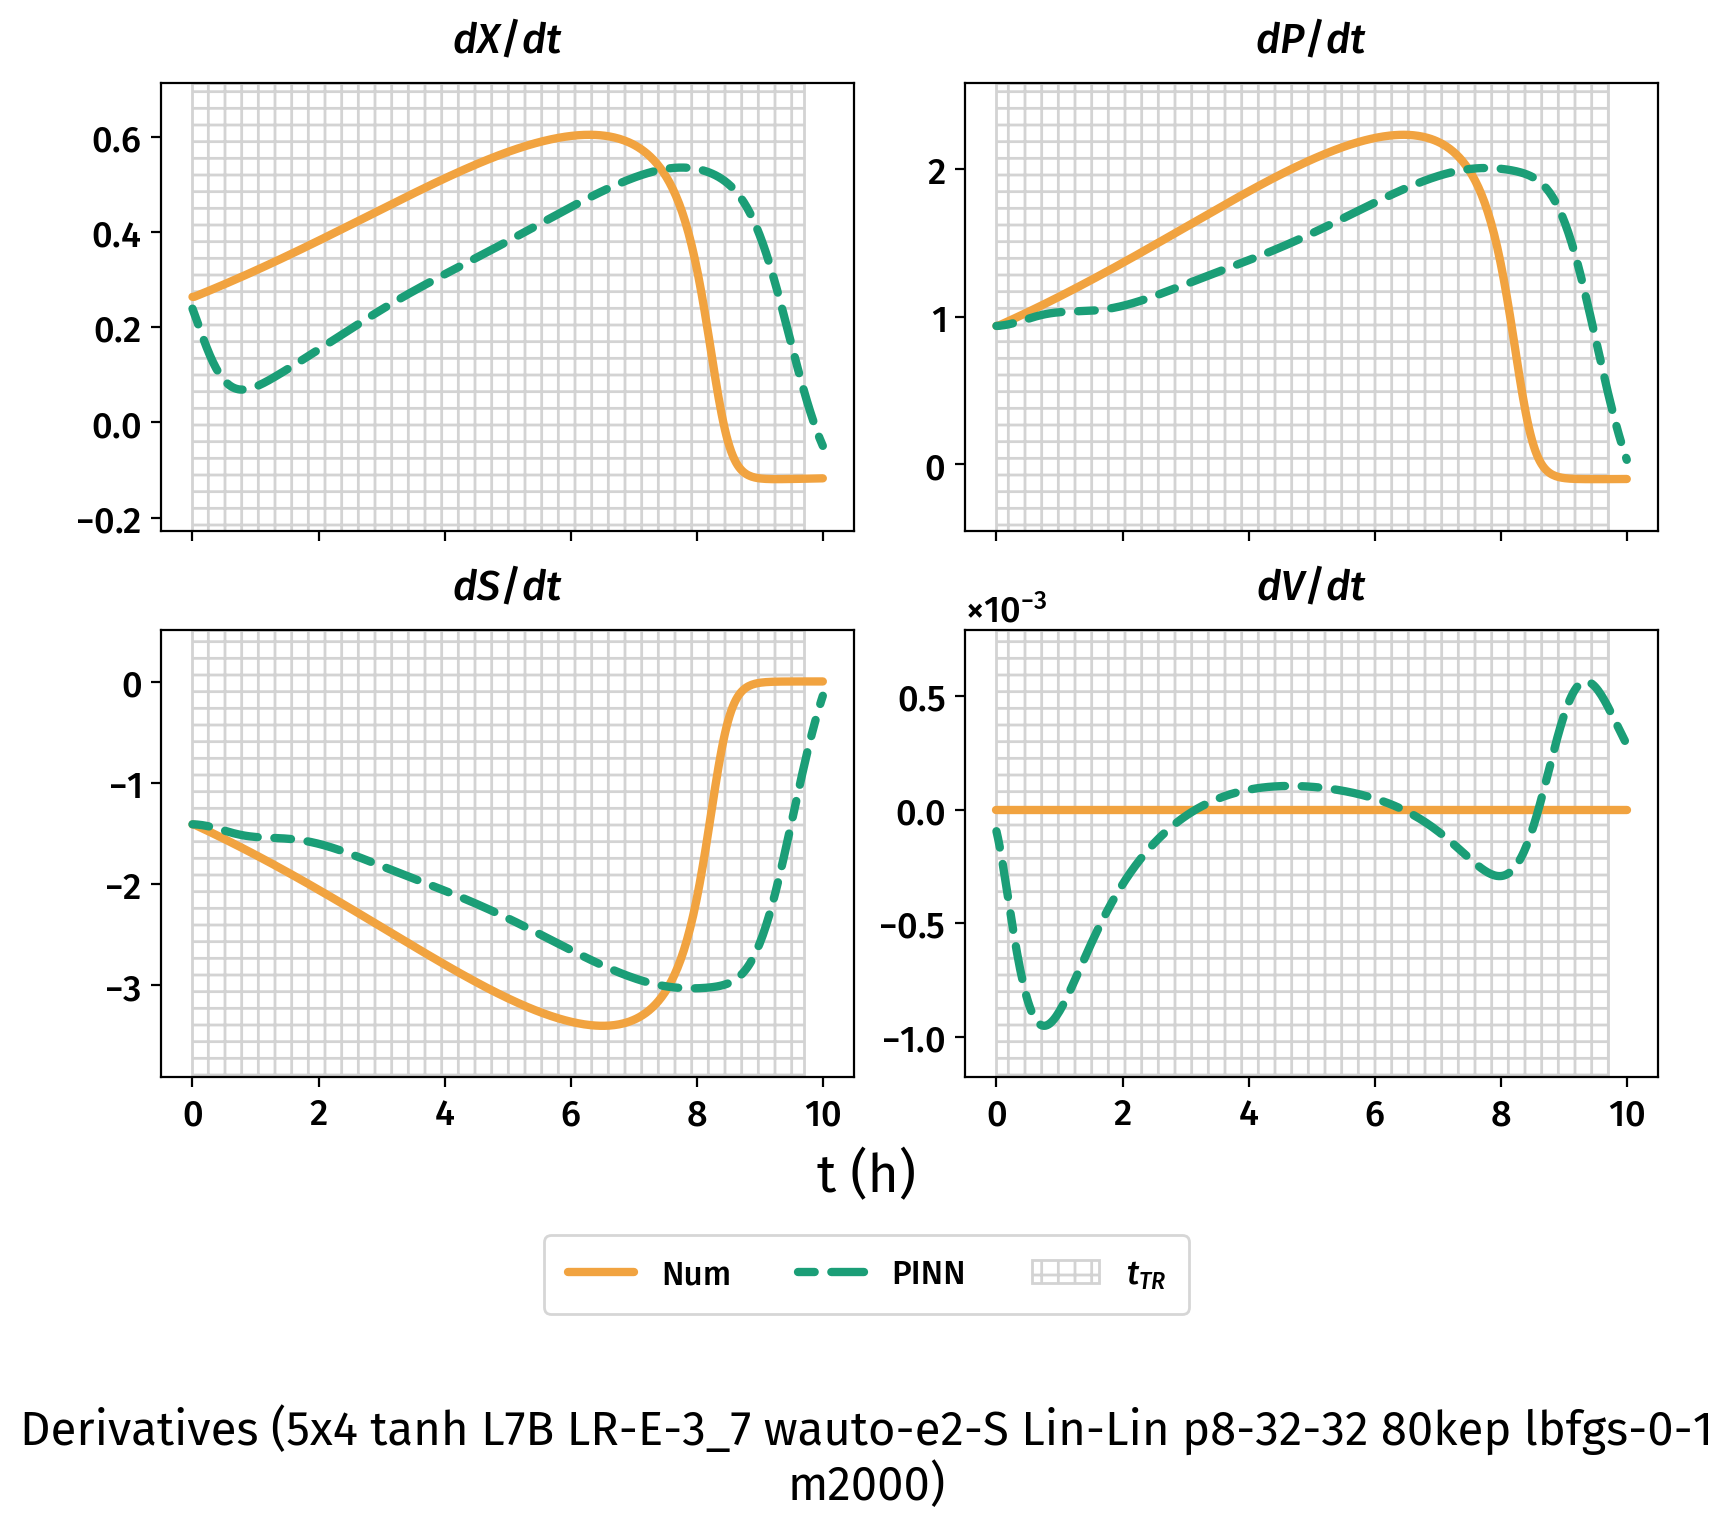 dX/dt
dP/dt
0.6
0.4
0.2
0.0
−0.2
2
1
0
dS/dt
dV/dt
×10−3
0
−1
−2
−3
0.5
0.0
−0.5
−1.0
0 2 4 6 8 10
0 2 4 6 8 10
t (h)
Num PINN tTR
Derivatives (5x4 tanh L7B LR-E-3_7 wauto-e2-S Lin-Lin p8-32-32 80kep lbfgs-0-1
m2000)